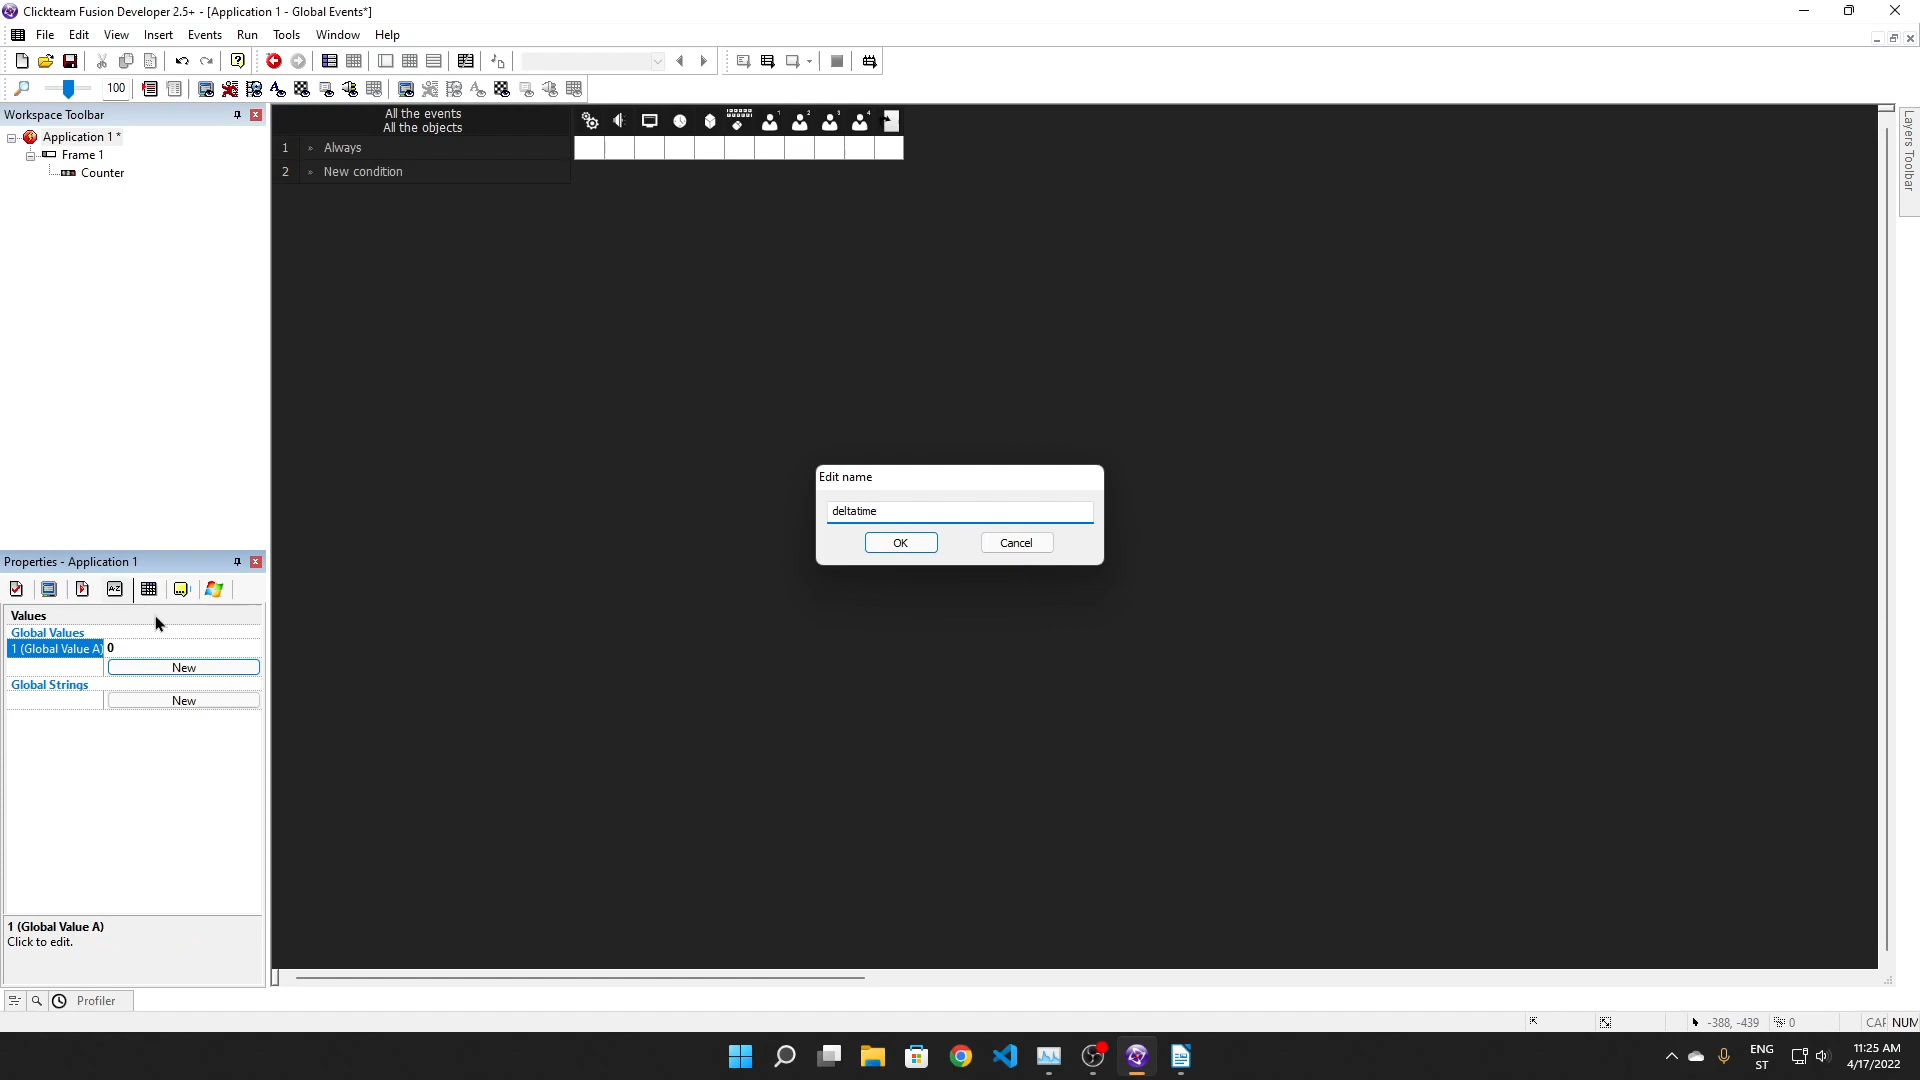 Clickteam Fusion Developer 2.5+ - [Application 1 - Global Events*]
File Edit View Insert Events Run Tools Window Help
100
Workspace Toolbar
Application 1 *
Frame 1
Counter
All the events
All the objects
1 2 3 4
1 » Always
2 » New condition
Layers Toolbar
Edit name
deltatime
OK Cancel
Properties - Application 1
Values
Global Values
1 (Global Value A) 0
New
Global Strings
New
1 (Global Value A)
Click to edit.
Profiler
-388, -439 0 CAP NUM
ENG
ST
11:25 AM
4/17/2022